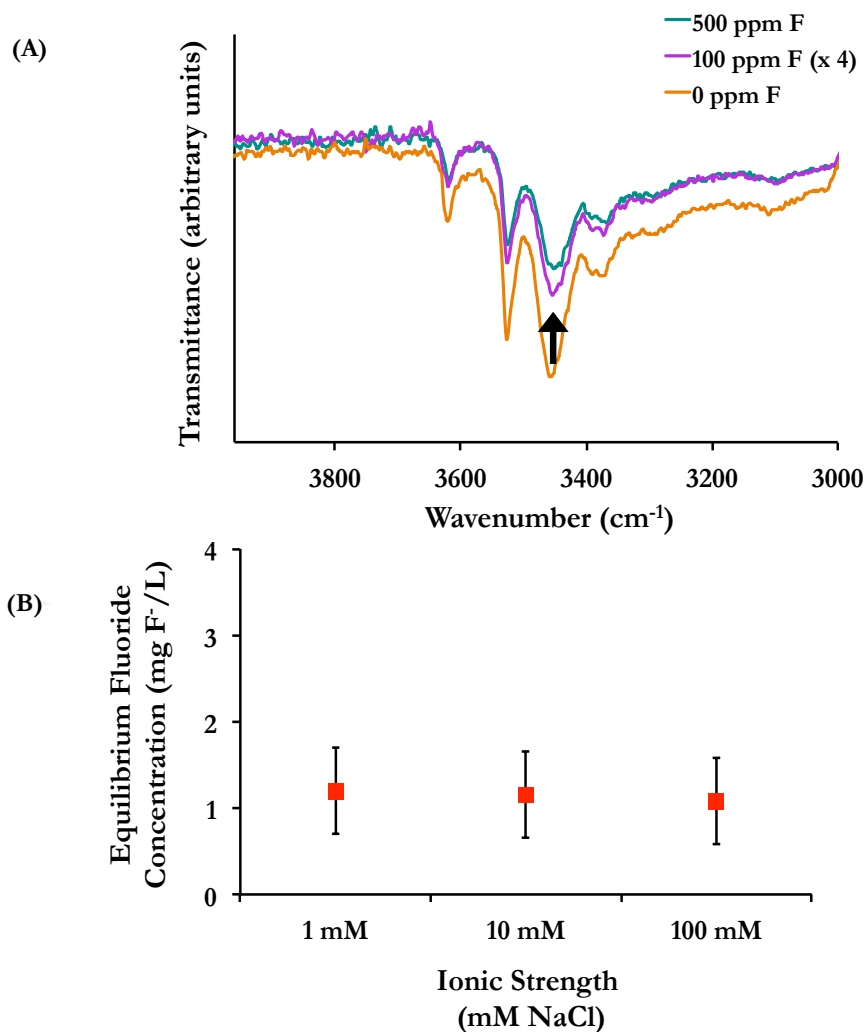 (A)
500 ppm F
100 ppm F (x 4)
0 ppm F
Transmittance (arbitrary units)
3800 3600 3400 3200 3000
Wavenumber (cm⁻¹)
(B)
Equilibrium Fluoride
Concentration (mg F⁻/L)
4
3
2
1
0
1 mM 10 mM 100 mM
Ionic Strength
(mM NaCl)